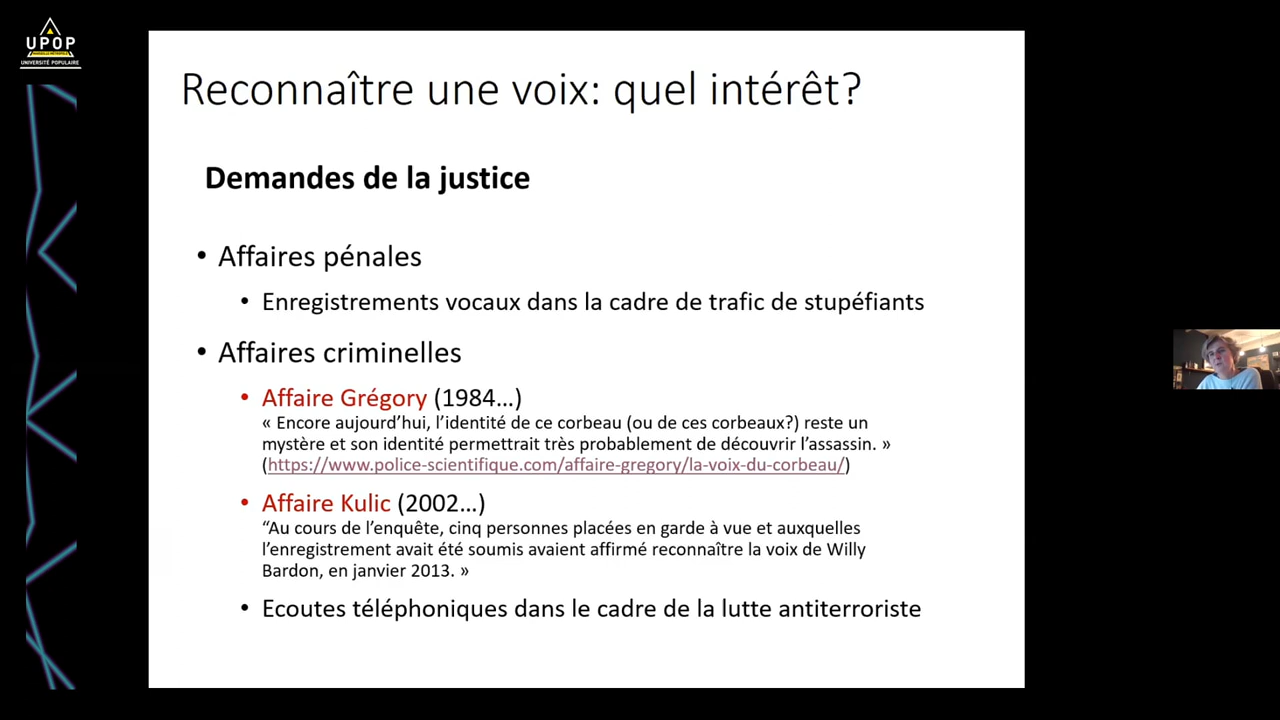 UPOP
UNIVERSITÉ POPULAIRE
Reconnaître une voix: quel intérêt?
Demandes de la justice
• Affaires pénales
• Enregistrements vocaux dans la cadre de trafic de stupéfiants
• Affaires criminelles
• Affaire Grégory (1984…)
« Encore aujourd’hui, l’identité de ce corbeau (ou de ces corbeaux?) reste un
mystère et son identité permettrait très probablement de découvrir l’assassin. »
(https://www.police-scientifique.com/affaire-gregory/la-voix-du-corbeau/)
• Affaire Kulic (2002…)
“Au cours de l’enquête, cinq personnes placées en garde à vue et auxquelles
l’enregistrement avait été soumis avaient affirmé reconnaître la voix de Willy
Bardon, en janvier 2013. »
• Ecoutes téléphoniques dans le cadre de la lutte antiterroriste